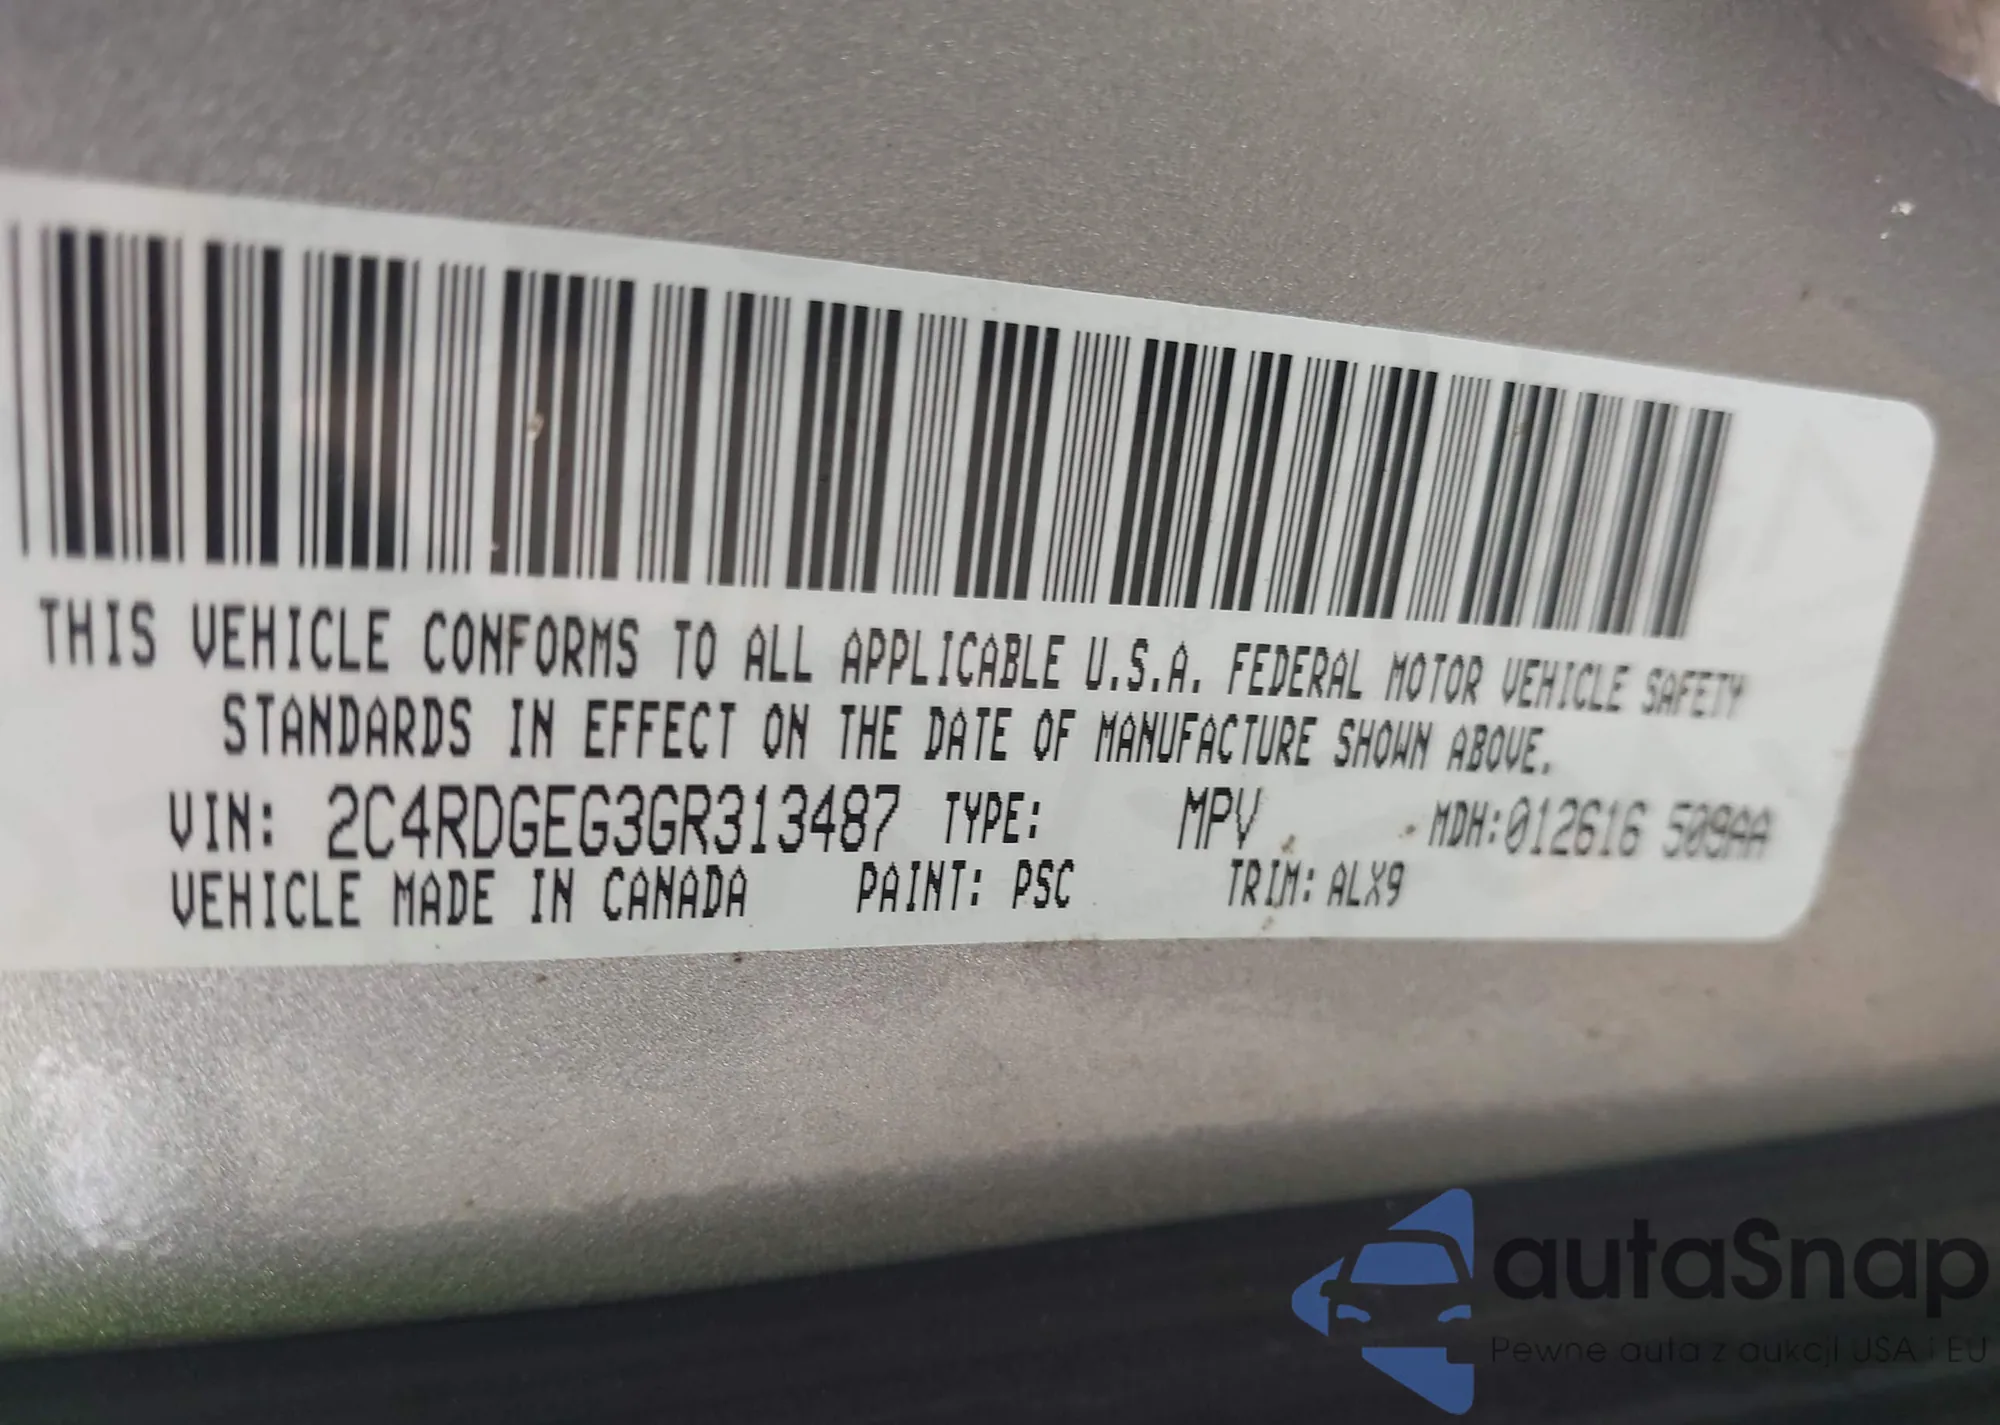 THIS VEHICLE CONFORMS TO ALL APPLICABLE U.S.A. FEDERAL MOTOR VEHICLE SAFETY
STANDARDS IN EFFECT ON THE DATE OF MANUFACTURE SHOWN ABOVE.
VIN: 2C4RDGEG3GR313487 TYPE: MPV MDH:012616 509AA
VEHICLE MADE IN CANADA PAINT: PSC TRIM: ALX9
autaSnap
Pewne auta z aukcji USA i EU